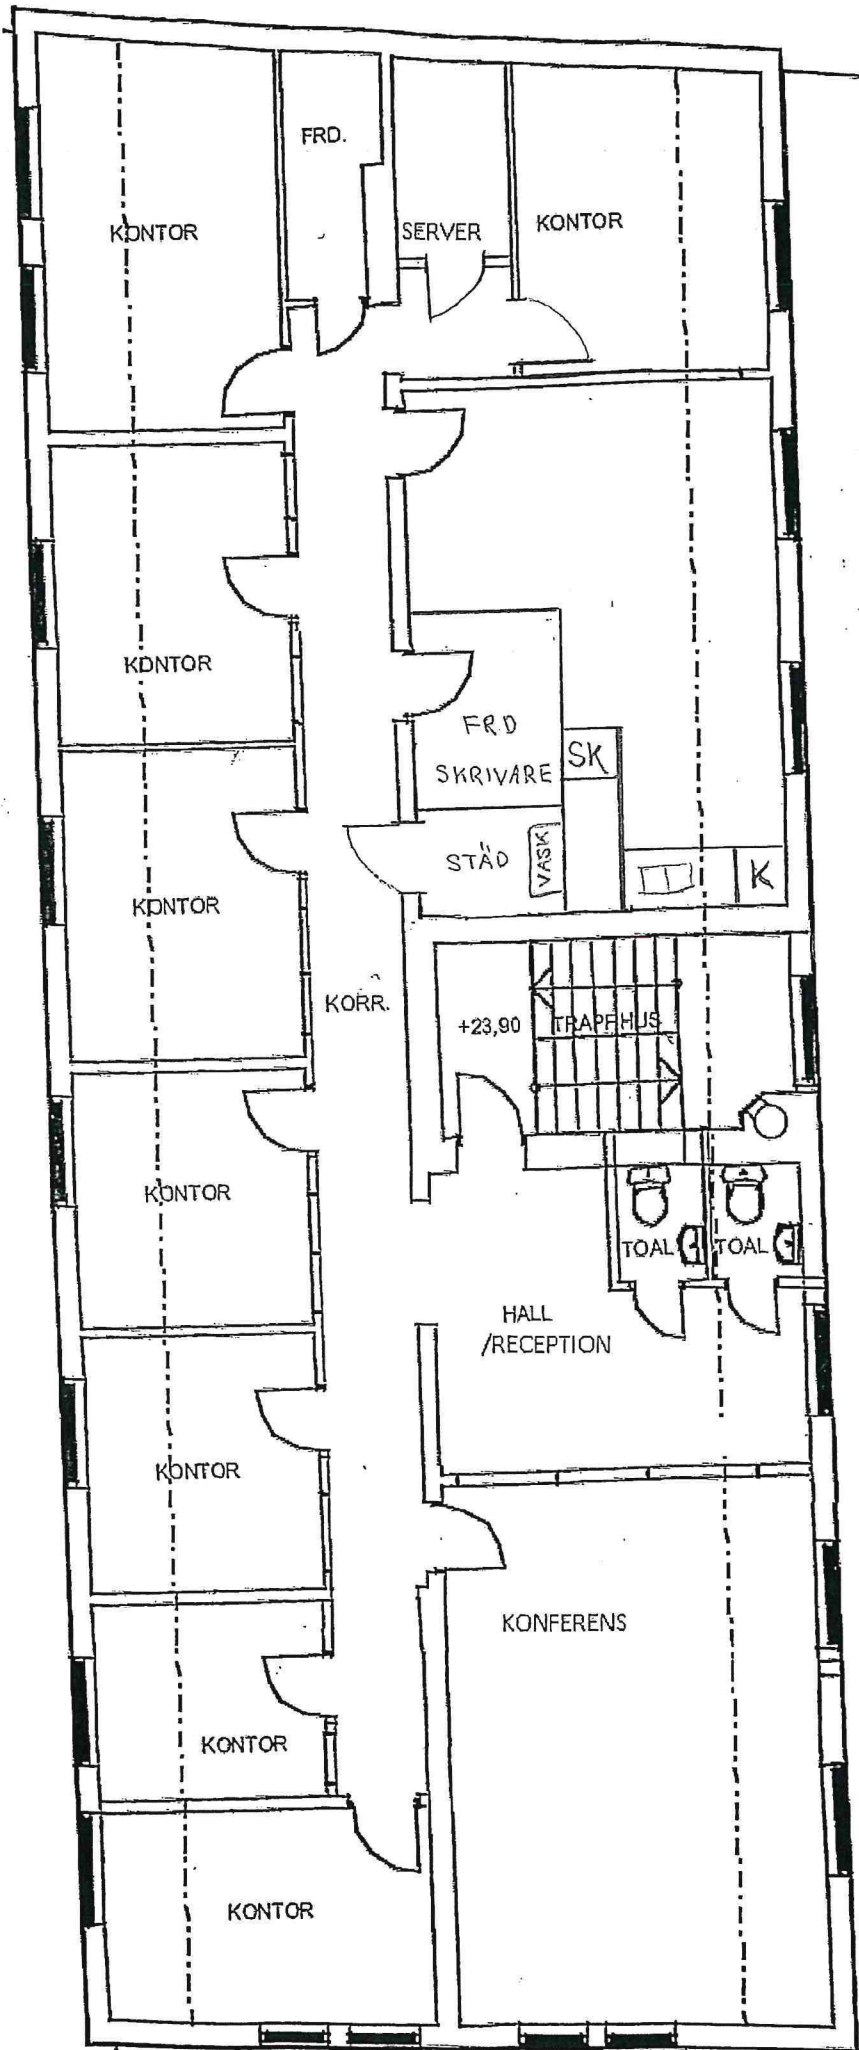 FRD.
KONTOR
SERVER
KONTOR
KONTOR
FRD
SKRIVARE
SK
STÄD
VASK
K
KONTOR
KORR.
+23,90
TRAPPHUS
KONTOR
TOAL
TOAL
HALL
/RECEPTION
KONTOR
KONFERENS
KONTOR
KONTOR